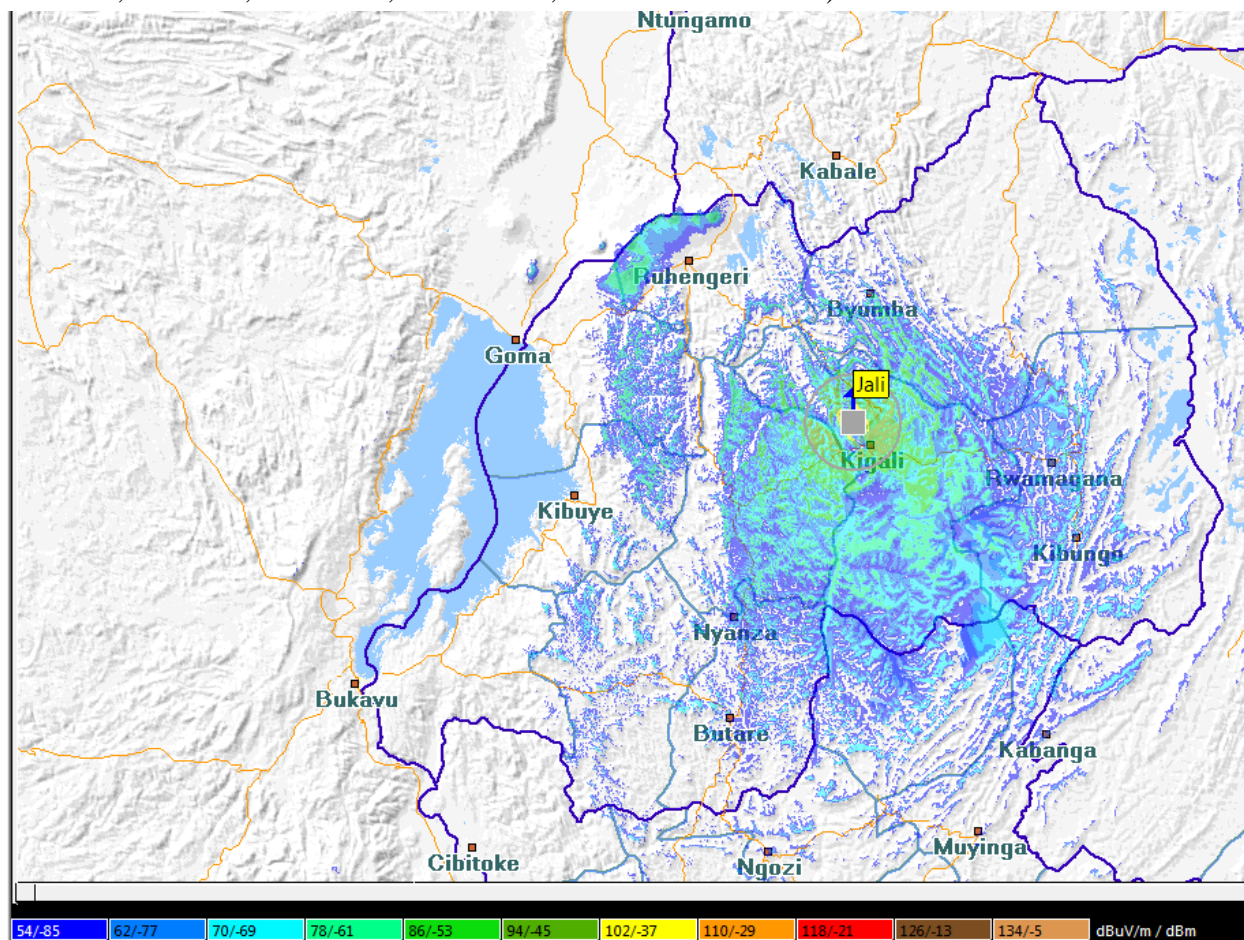 Ntungamo
Kabale
Ruhengeri
Byumba
Goma
Jali
Kigali
Rwamagana
Kibuye
Kibungo
Nyanza
Bukavu
Butare
Kabanga
Muyinga
Cibitoke
Ngozi
54/-85 62/-77 70/-69 78/-61 86/-53 94/-45 102/-37 110/-29 118/-21 126/-13 134/-5 dBuV/m / dBm